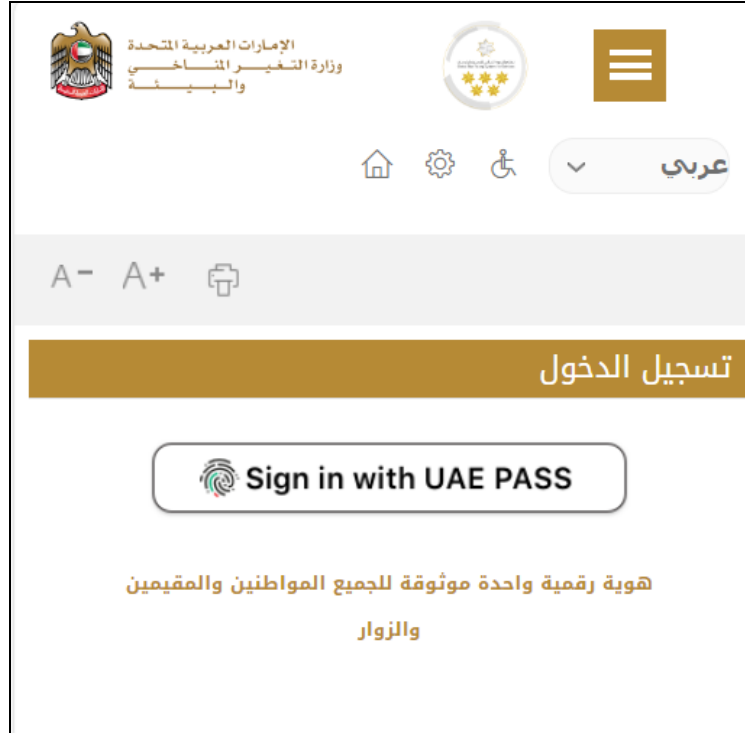 الإمارات العربية المتحدة
وزارة التغيير المناخي
والبيئة
عربي
A- A+
تسجيل الدخول
Sign in with UAE PASS
هوية رقمية واحدة موثوقة للجميع المواطنين والمقيمين
والزوار